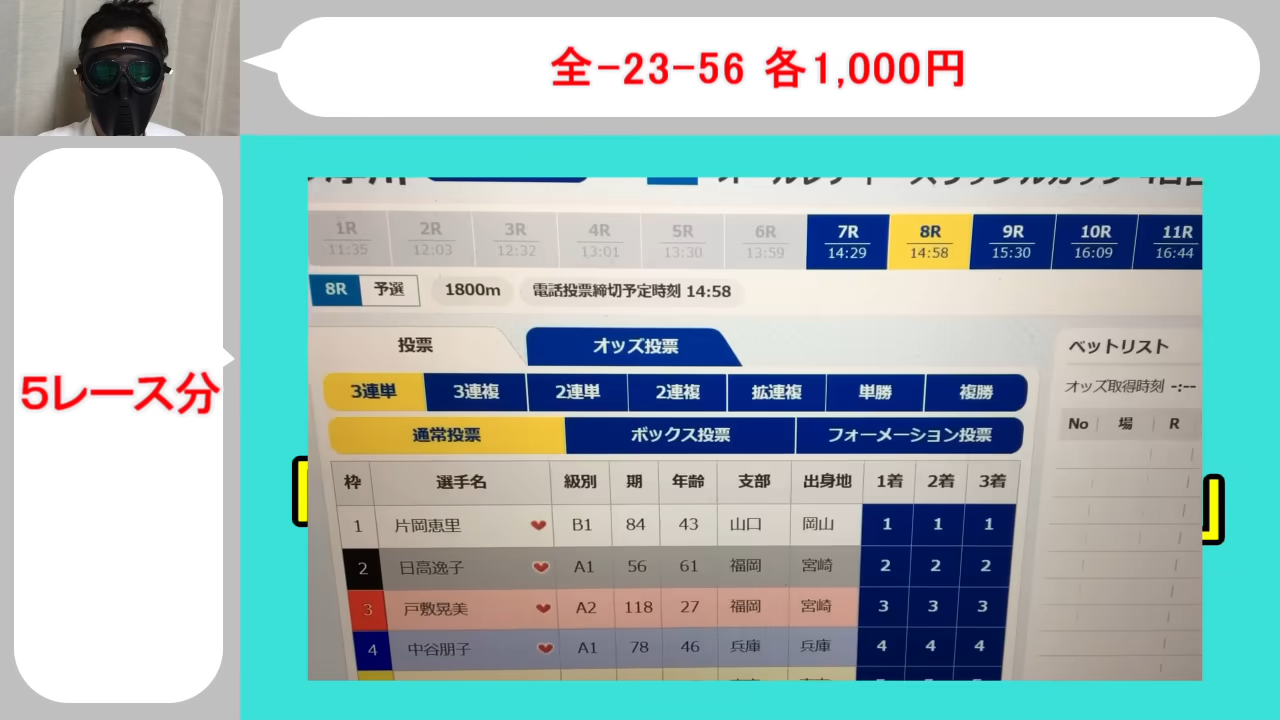 全-23-56 各1,000円
5レース分
1R 2R 3R 4R 5R 6R 7R 8R 9R 10R 11R
11:35 12:03 12:32 13:01 13:30 13:59 14:29 14:58 15:30 16:09 16:44
8R 予選 1800m 電話投票締切予定時刻 14:58
投票 オッズ投票 ベットリスト
オッズ取得時刻 -:--
3連単 3連複 2連単 2連複 拡連複 単勝 複勝
No 場 R
通常投票 ボックス投票 フォーメーション投票
枠 選手名 級別 期 年齢 支部 出身地 1着 2着 3着
1 片岡恵里 B1 84 43 山口 岡山 1 1 1
2 日高逸子 A1 56 61 福岡 宮崎 2 2 2
3 戸敷晃美 A2 118 27 福岡 宮崎 3 3 3
4 中谷朋子 A1 78 46 兵庫 兵庫 4 4 4